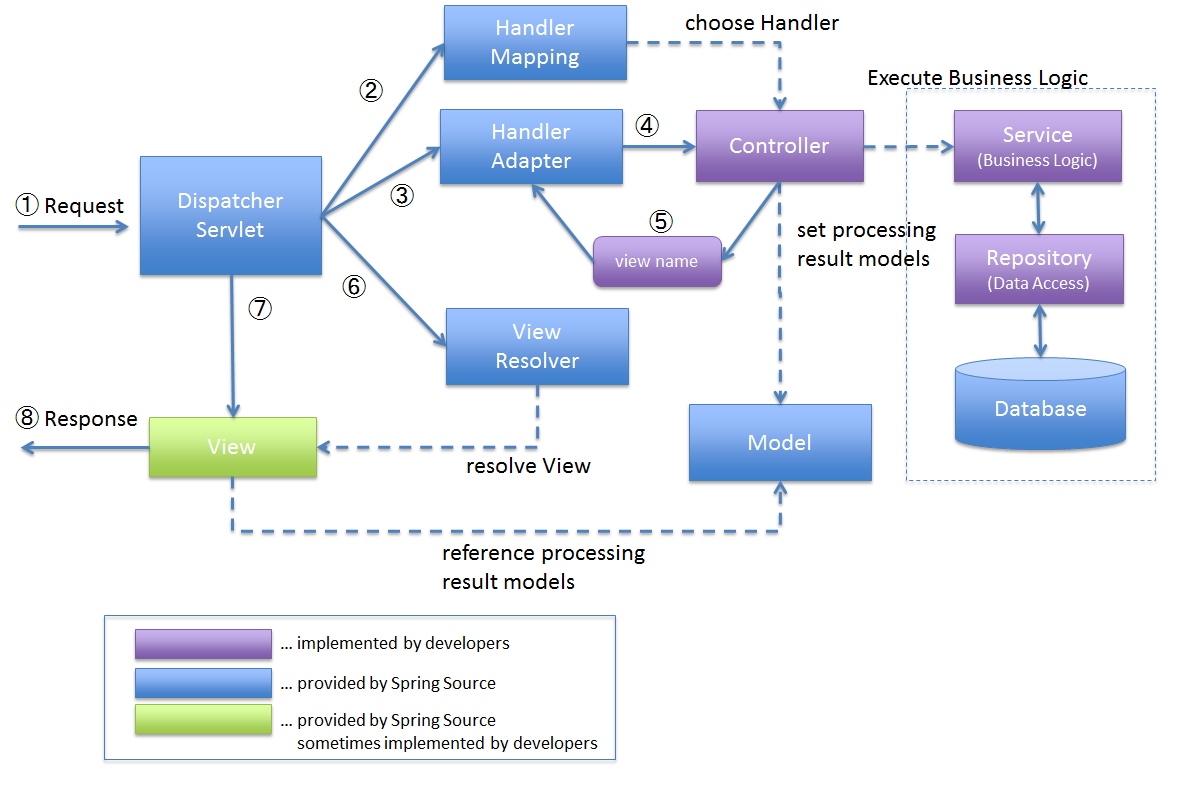 Handler
Mapping
choose Handler
②
Execute Business Logic
Handler
Adapter
④
Controller
Service
(Business Logic)
① Request
Dispatcher
Servlet
③
⑤
view name
set processing
result models
Repository
(Data Access)
⑥
⑦
View
Resolver
Database
⑧ Response
View
resolve View
Model
reference processing
result models
... implemented by developers
... provided by Spring Source
... provided by Spring Source
sometimes implemented by developers